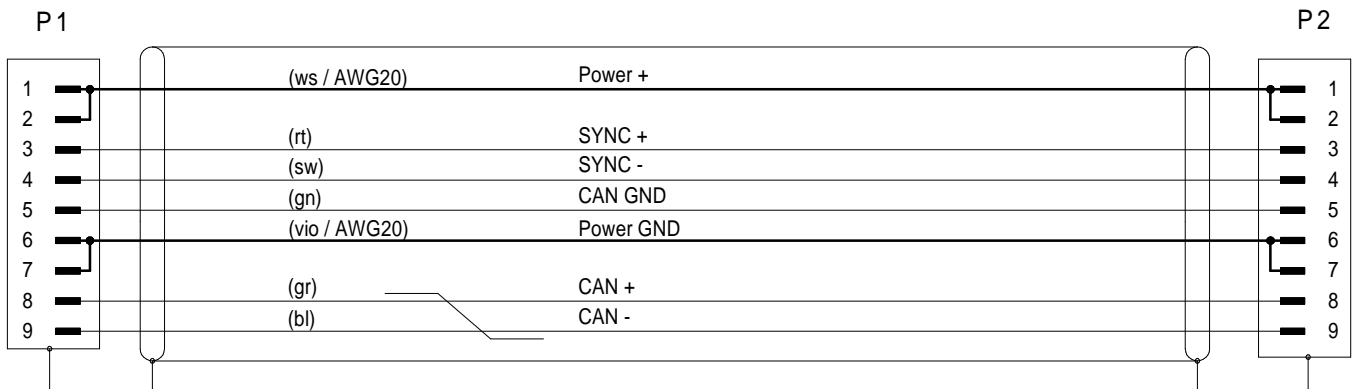 P1 P2
1 (ws / AWG20) Power + 1
2 2
3 (rt) SYNC + 3
4 (sw) SYNC - 4
5 (gn) CAN GND 5
6 (vio / AWG20) Power GND 6
7 7
8 (gr) CAN + 8
9 (bl) CAN - 9